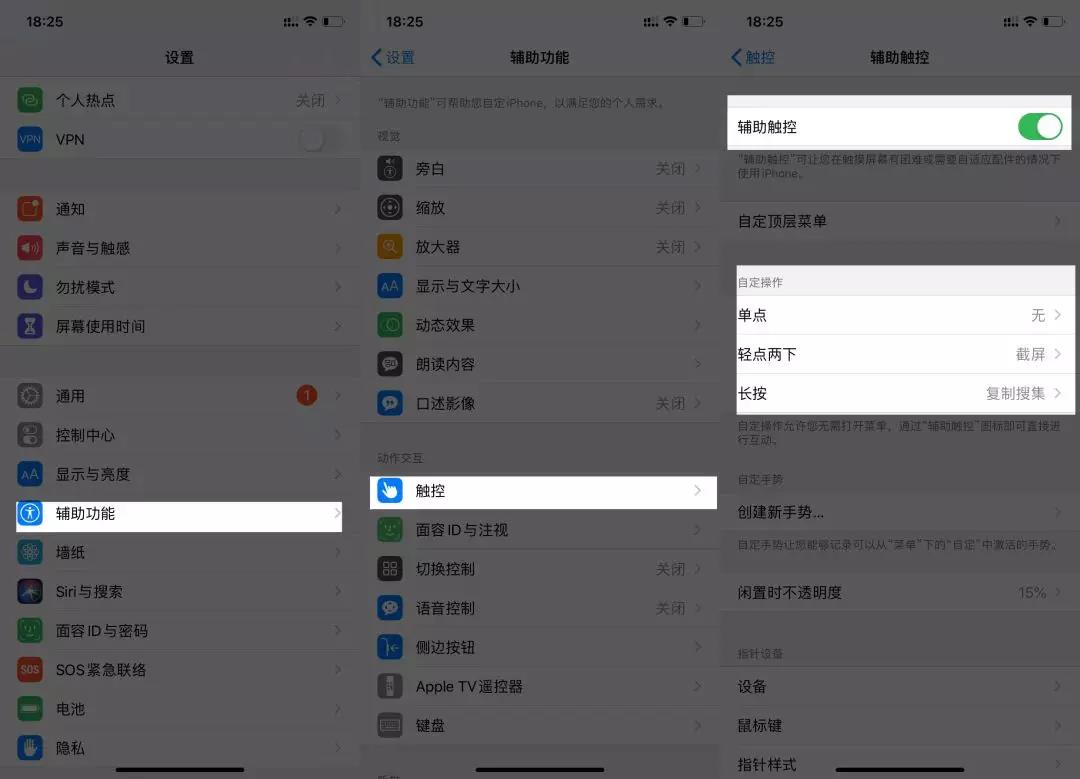 18:25
设置
个人热点 关闭
VPN VPN
通知
声音与触感
勿扰模式
屏幕使用时间
通用 1
控制中心
AA 显示与亮度
辅助功能
墙纸
Siri与搜索
面容ID与密码
SOS SOS紧急联络
电池
隐私
18:25
设置 辅助功能
“辅助功能”可帮助您自定iPhone，以满足您的个人需求。
视觉
旁白 关闭
缩放 关闭
放大器 关闭
AA 显示与文字大小
动态效果
朗读内容
口述影像 关闭
动作交互
触控
面容ID与注视
切换控制 关闭
语音控制 关闭
侧边按钮
Apple TV遥控器
键盘
18:25
触控 辅助触控
辅助触控
“辅助触控”可让您在触摸屏幕有困难或需要自适应配件的情况下
使用iPhone。
自定顶层菜单
自定操作
单点 无
轻点两下 截屏
长按 复制搜集
自定操作允许您无需打开菜单，通过“辅助触控”图标即可直接进
行互动。
自定手势
创建新手势...
自定手势让您能够记录可以从“菜单”下的“自定”中激活的手势。
闲置时不透明度 15%
指针设备
设备
鼠标键
指针样式